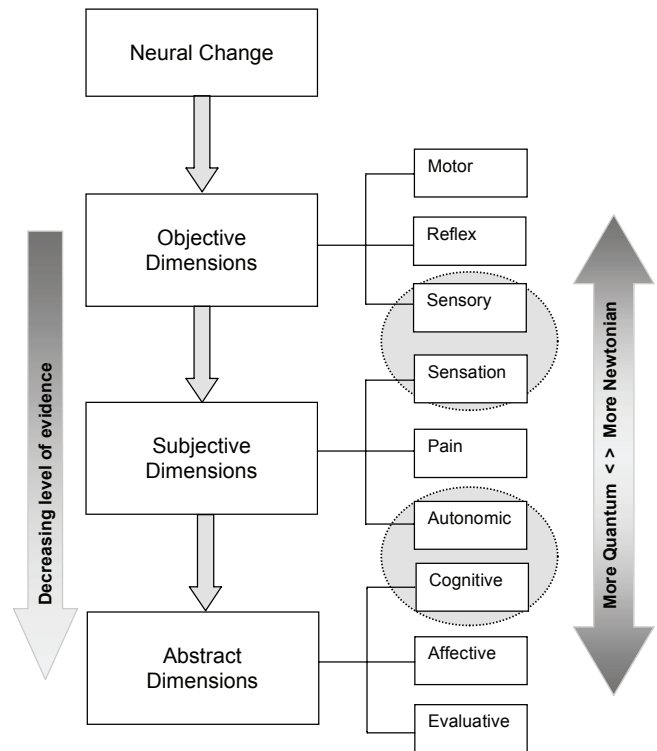 Neural Change
Motor
Objective
Dimensions
Reflex
Sensory
Sensation
Subjective
Dimensions
Pain
Autonomic
Cognitive
Abstract
Dimensions
Affective
Evaluative
Decreasing level of evidence
More Quantum < > More Newtonian